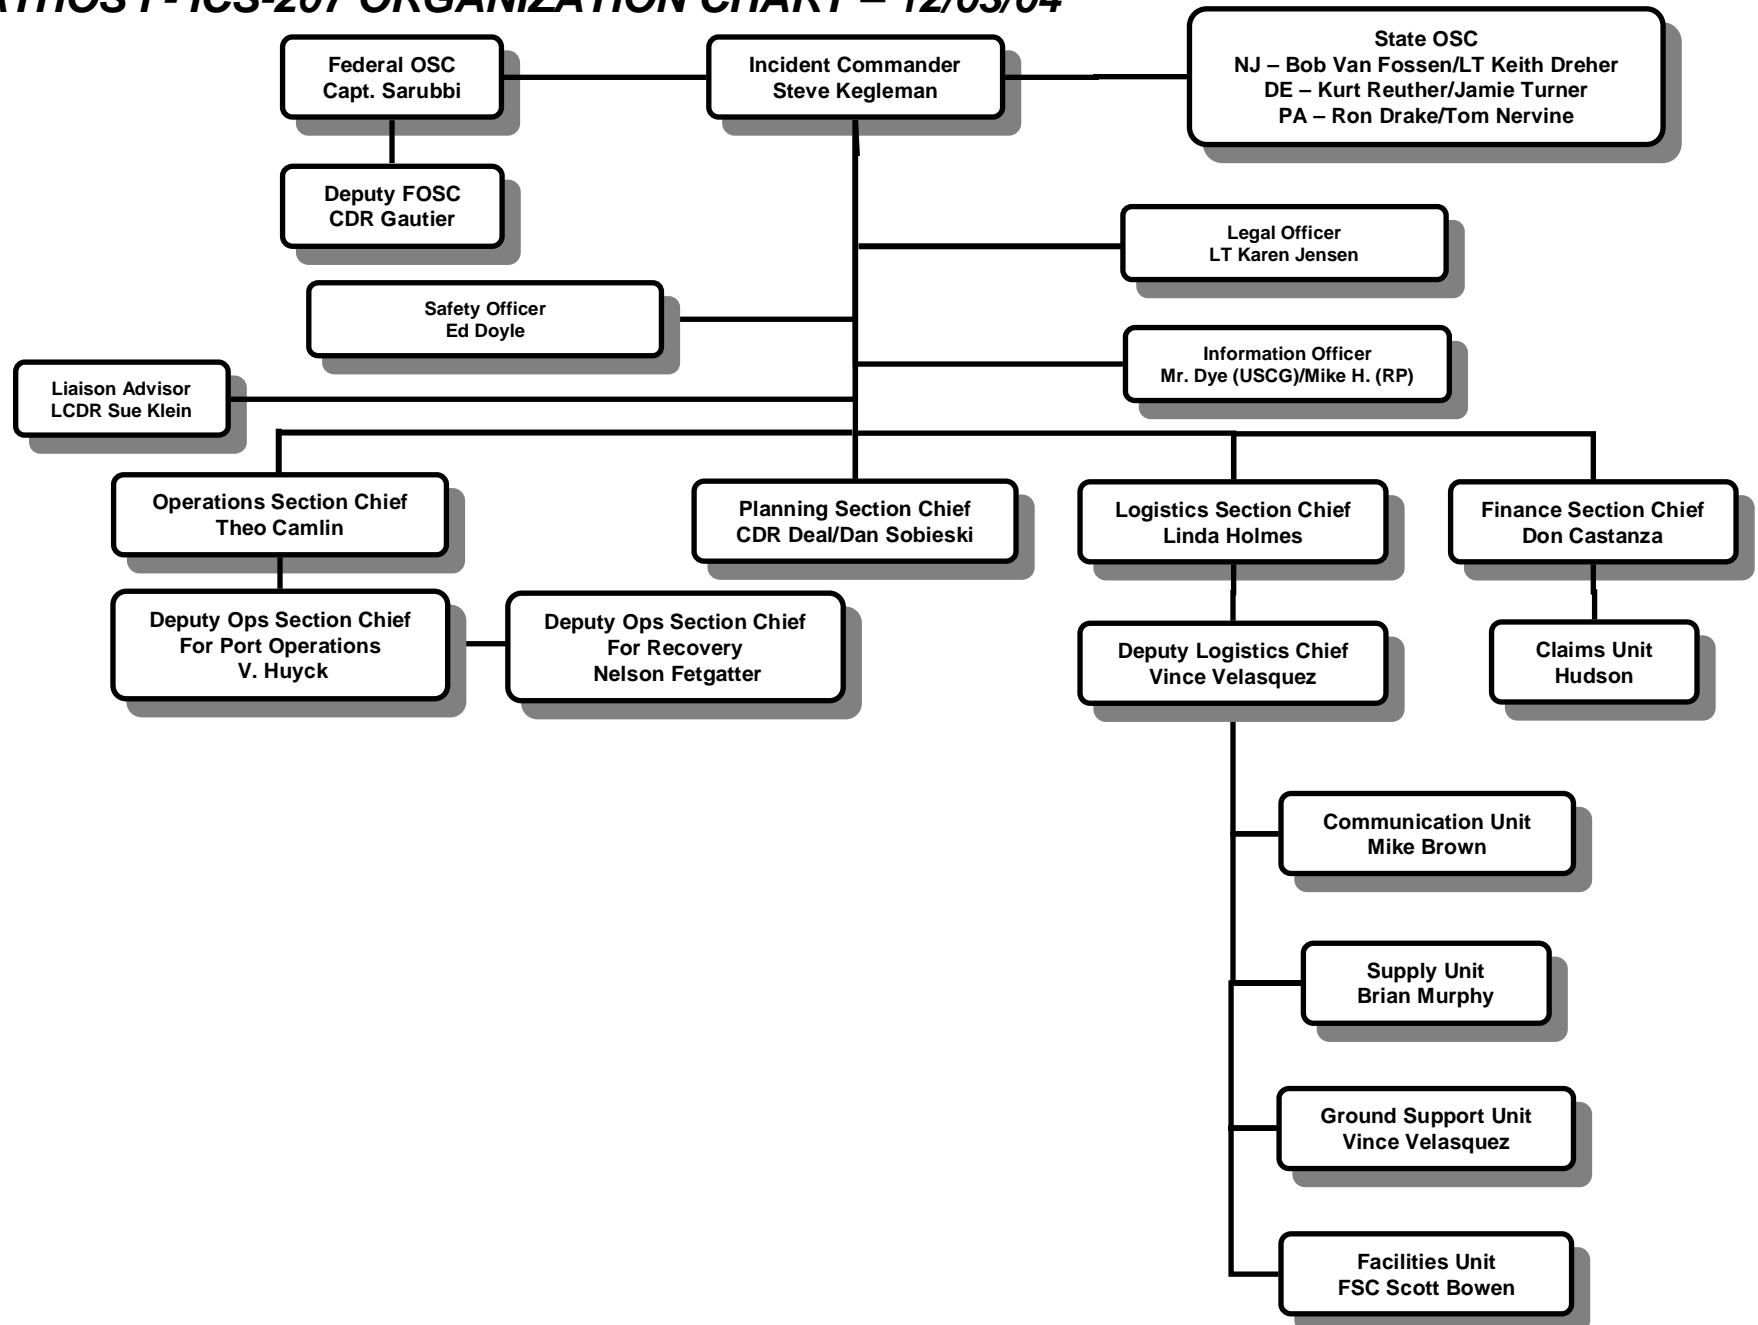 ATHOS I - ICS-207 ORGANIZATION CHART – 12/03/04
Federal OSC
Capt. Sarubbi
Incident Commander
Steve Kegleman
State OSC
NJ – Bob Van Fossen/LT Keith Dreher
DE – Kurt Reuther/Jamie Turner
PA – Ron Drake/Tom Nervine
Deputy FOSC
CDR Gautier
Legal Officer
LT Karen Jensen
Safety Officer
Ed Doyle
Information Officer
Mr. Dye (USCG)/Mike H. (RP)
Liaison Advisor
LCDR Sue Klein
Operations Section Chief
Theo Camlin
Planning Section Chief
CDR Deal/Dan Sobieski
Logistics Section Chief
Linda Holmes
Finance Section Chief
Don Castanza
Deputy Ops Section Chief
For Port Operations
V. Huyck
Deputy Ops Section Chief
For Recovery
Nelson Fetgatter
Deputy Logistics Chief
Vince Velasquez
Claims Unit
Hudson
Communication Unit
Mike Brown
Supply Unit
Brian Murphy
Ground Support Unit
Vince Velasquez
Facilities Unit
FSC Scott Bowen